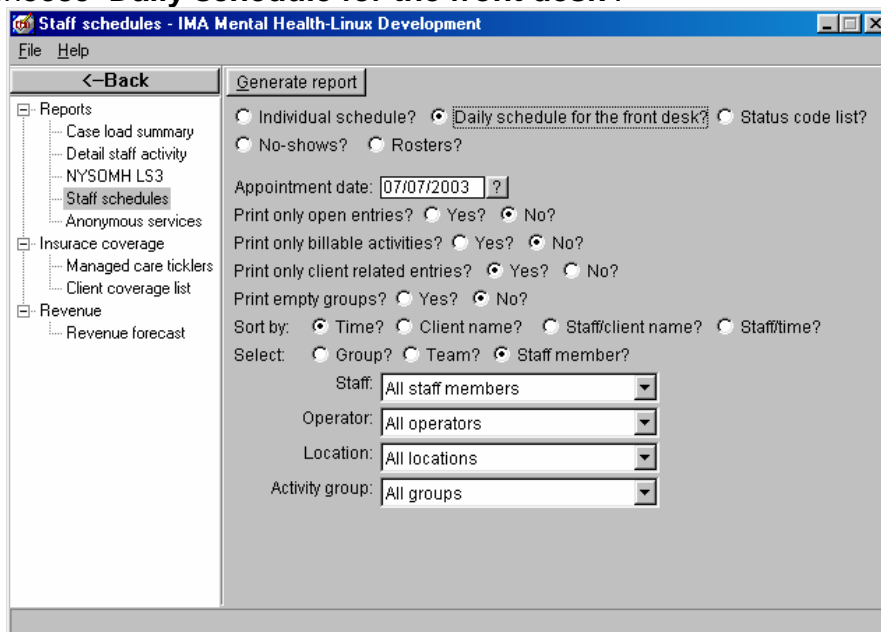 Daily schedule for the front desk
Staff schedules - IMA Mental Health-Linux Development
File Help
<--Back
Generate report
Reports
Case load summary
Detail staff activity
NYSOMH LS3
Staff schedules
Anonymous services
Insurace coverage
Managed care ticklers
Client coverage list
Revenue
Revenue forecast
Individual schedule? Daily schedule for the front desk? Status code list?
No-shows? Rosters?
Appointment date: 07/07/2003 ?
Print only open entries? Yes? No?
Print only billable activities? Yes? No?
Print only client related entries? Yes? No?
Print empty groups? Yes? No?
Sort by: Time? Client name? Staff/client name? Staff/time?
Select: Group? Team? Staff member?
Staff: All staff members
Operator: All operators
Location: All locations
Activity group: All groups